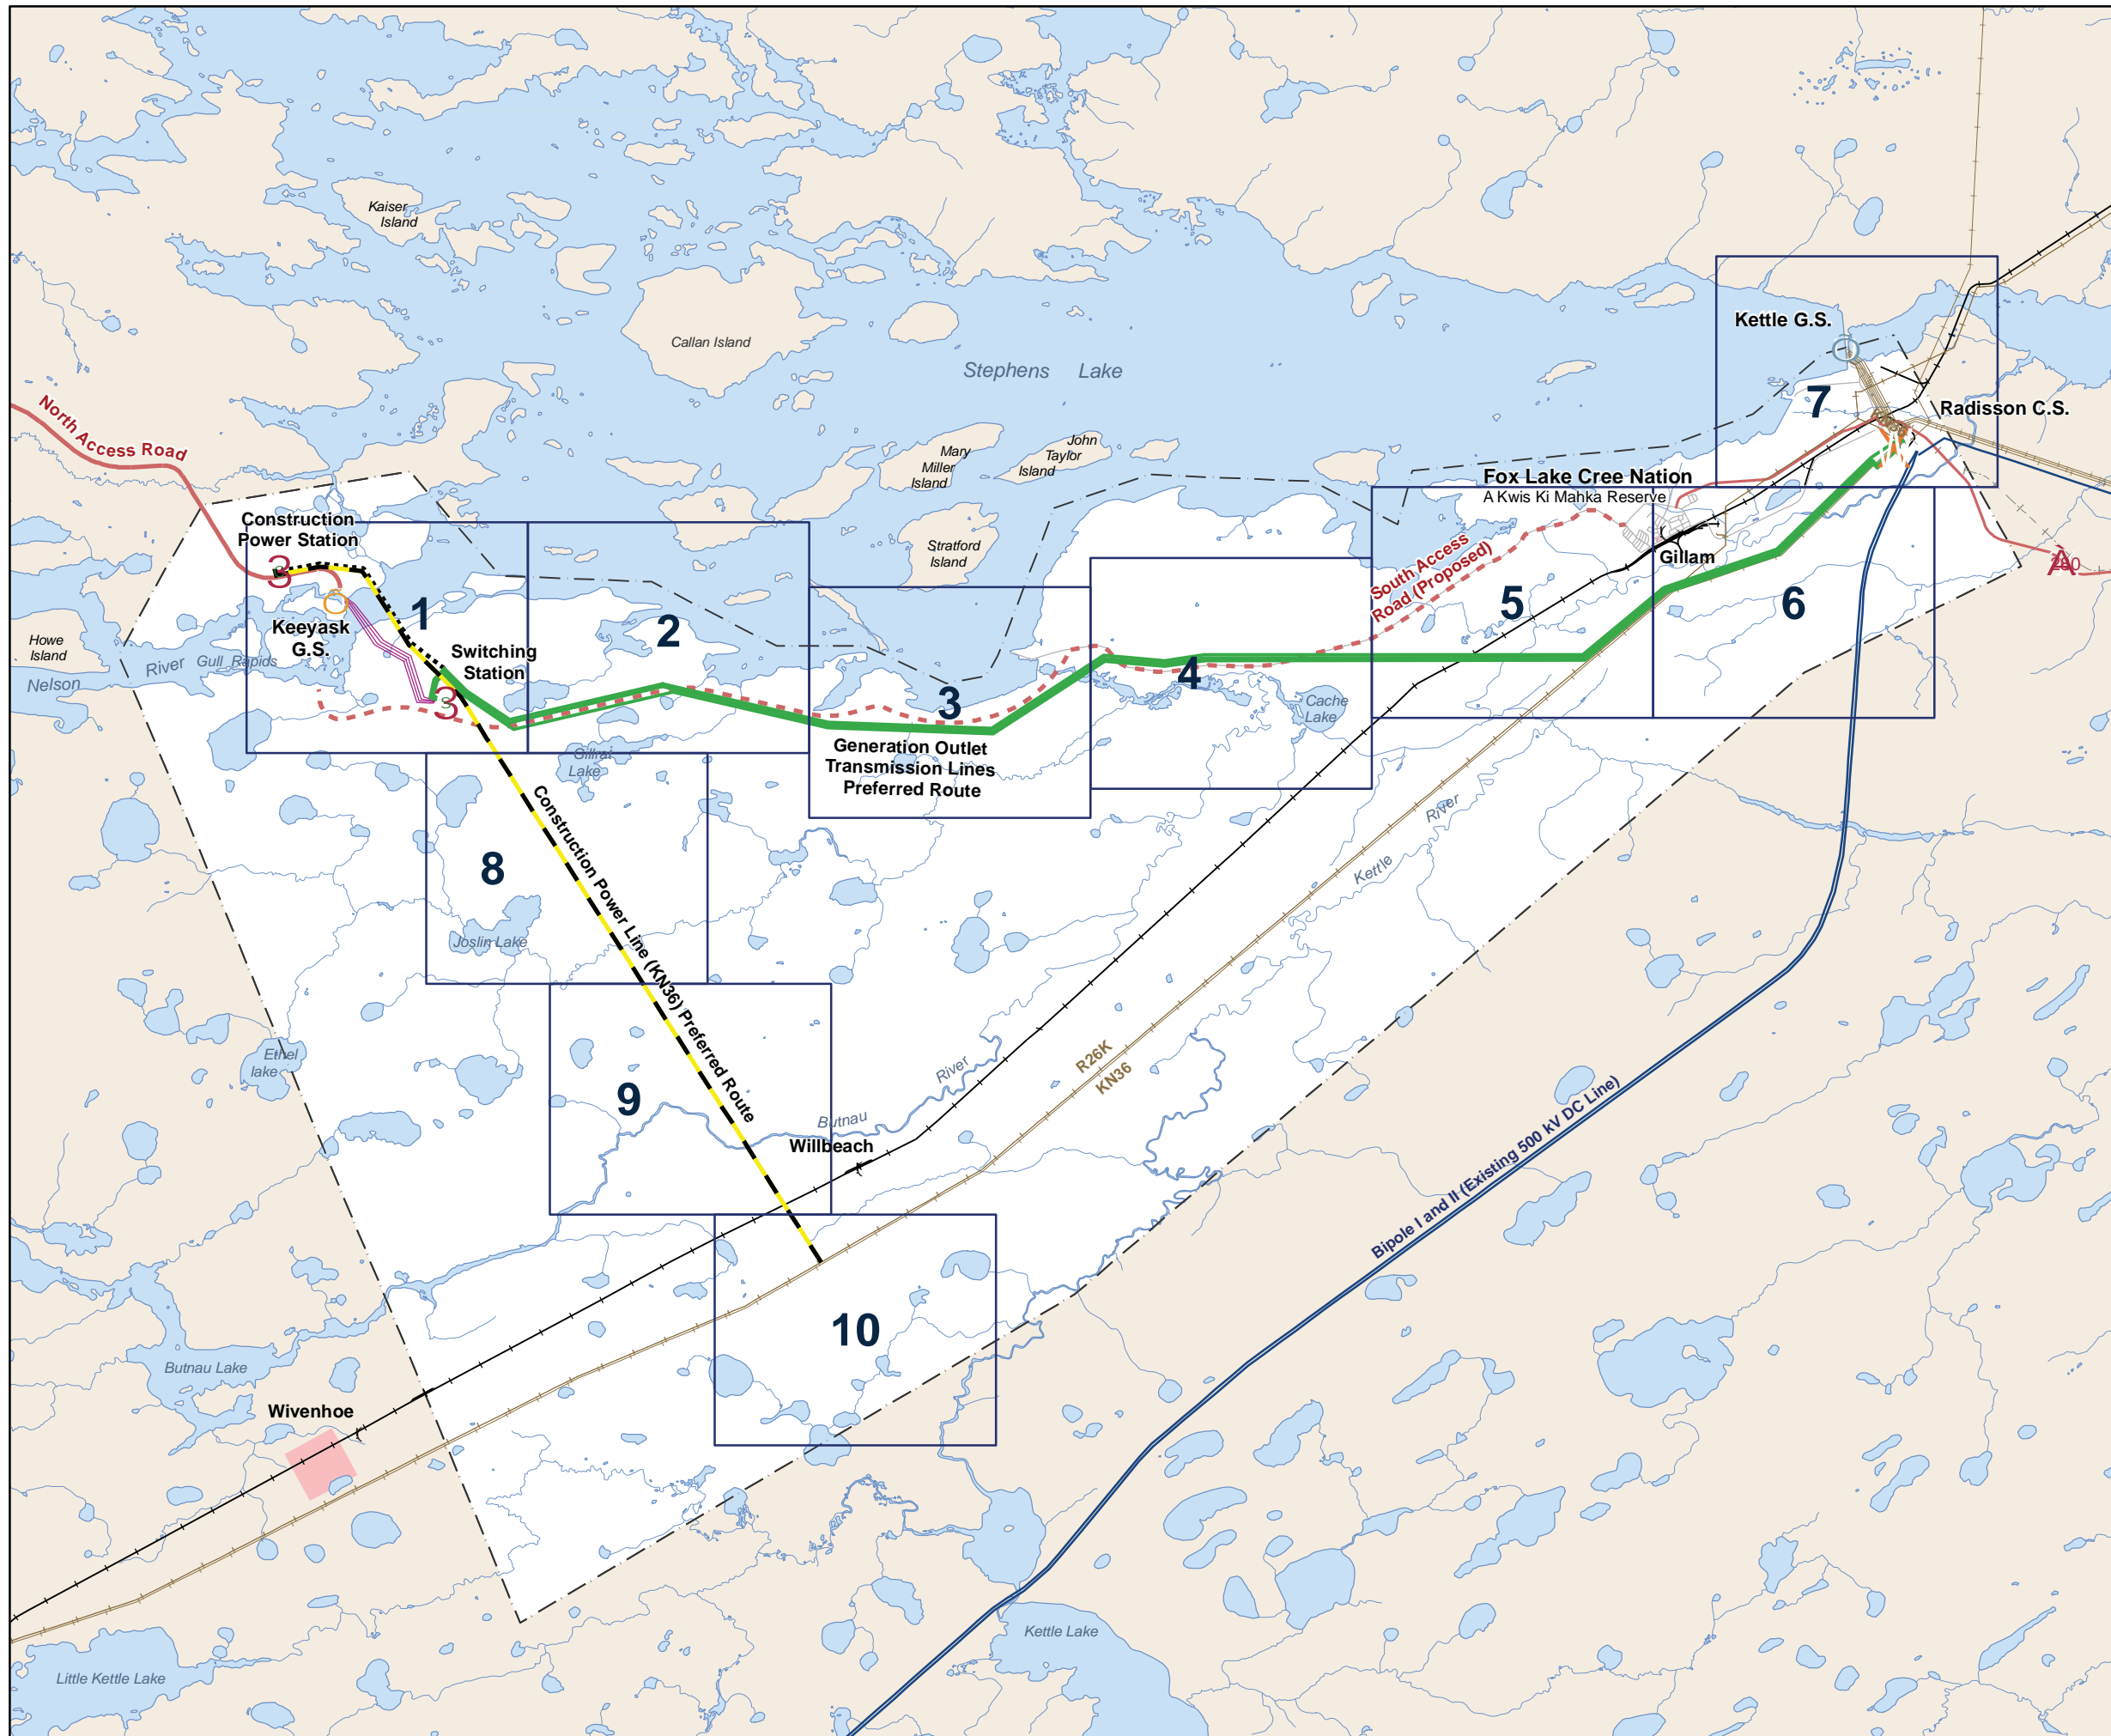 Kaiser
Island
Kettle G.S.
Callan Island
Stephens Lake
7
Radisson C.S.
North Access Road
Mary
Miller
Island
John
Taylor
Island
Fox Lake Cree Nation
A Kwis Ki Mahka Reserve
Construction
Power Station
3
Stratford
Island
South Access
Road (Proposed)
Gillam
280
1
2
5
6
Keeyask
G.S.
Howe
Island
River
Gull Rapids
Nelson
Switching
Station
3
3
4
Cache
Lake
Generation Outlet
Transmission Lines
Preferred Route
Gillrat
Lake
Construction Power Line (KN36) Preferred Route
River
Kettle
8
Joslin Lake
Ethel
lake
9
River
R26K
KN36
Butnau
Willbeach
Bipole I and II (Existing 500 kV DC Line)
10
Butnau Lake
Wivenhoe
Kettle Lake
Little Kettle Lake